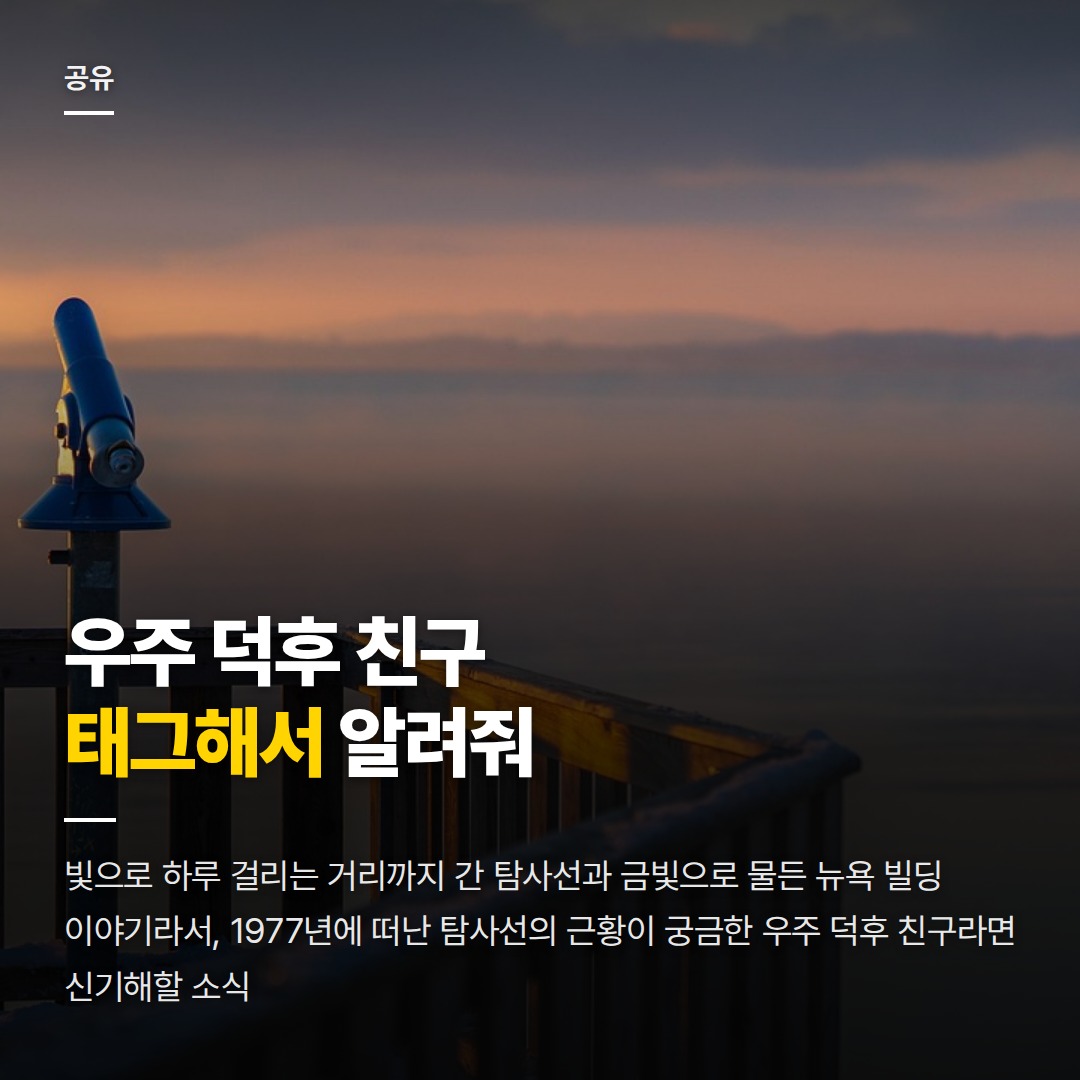 공유
우주 덕후 친구
태그해서 알려줘
빛으로 하루 걸리는 거리까지 간 탐사선과 금빛으로 물든 뉴욕 빌딩
이야기라서, 1977년에 떠난 탐사선의 근황이 궁금한 우주 덕후 친구라면
신기해할 소식